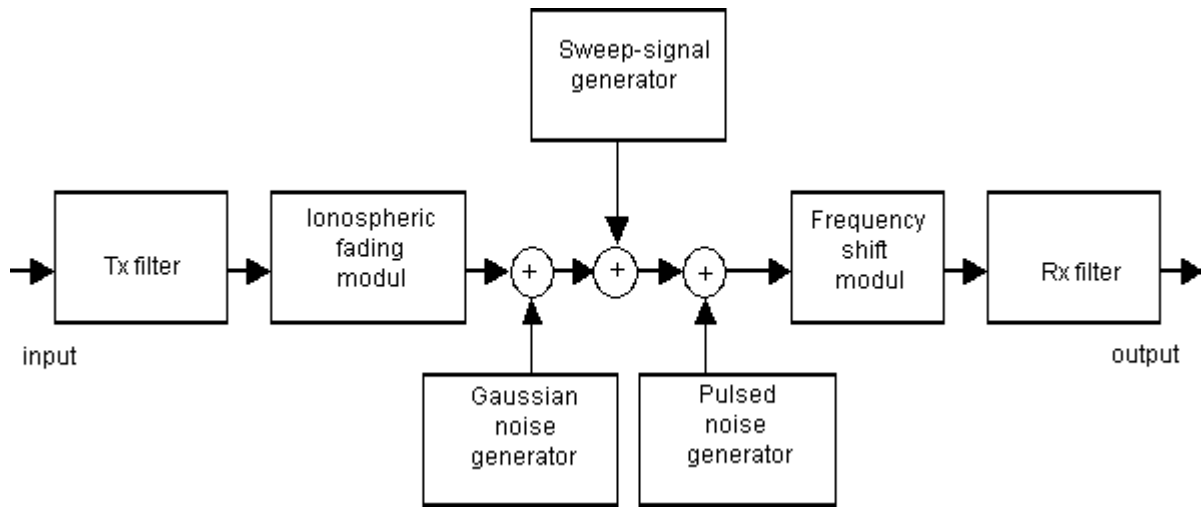 Sweep-signal
generator
Tx filter
Ionospheric
fading
modul
+
+
+
Frequency
shift
modul
Rx filter
input
output
Gaussian
noise
generator
Pulsed
noise
generator